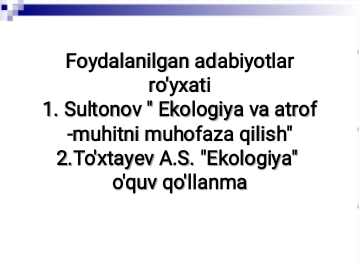 Foydalanilgan adabiyotlar
ro'yxati
1. Sultonov " Ekologiya va atrof
-muhitni muhofaza qilish"
2.To'xtayev A.S. "Ekologiya"
o'quv qo'llanma